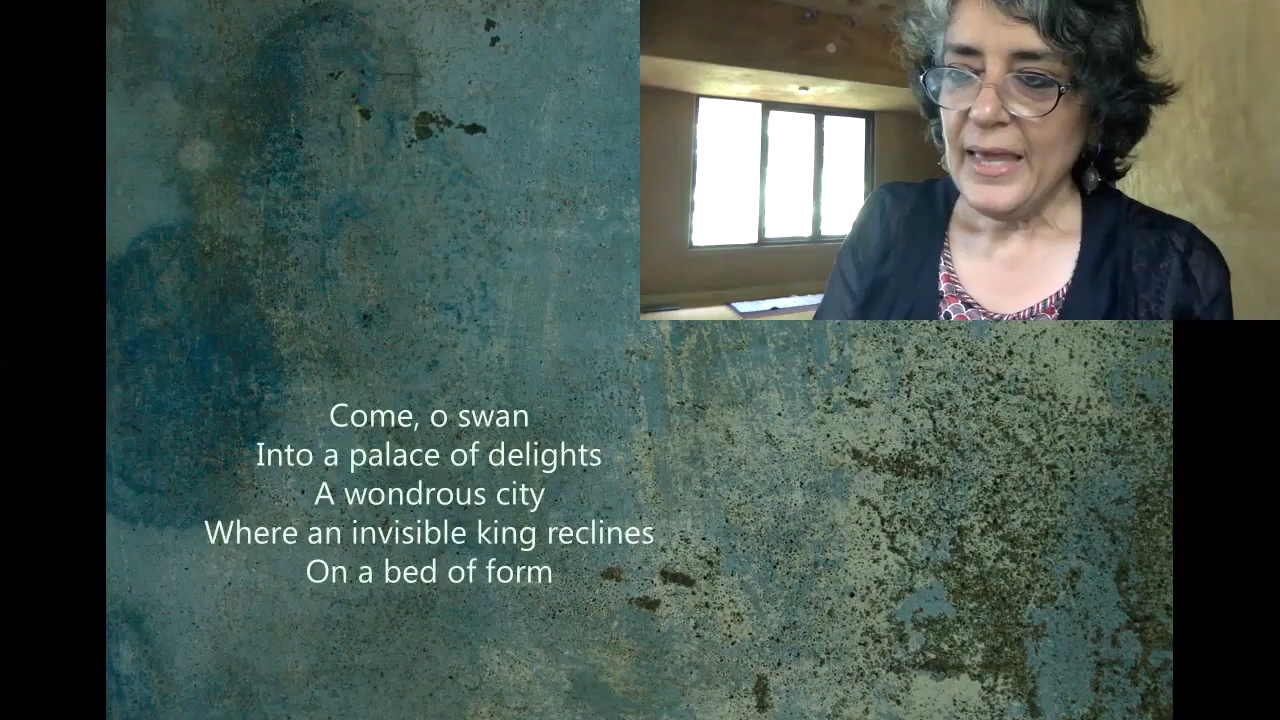 Come, o swan
Into a palace of delights
A wondrous city
Where an invisible king reclines
On a bed of form